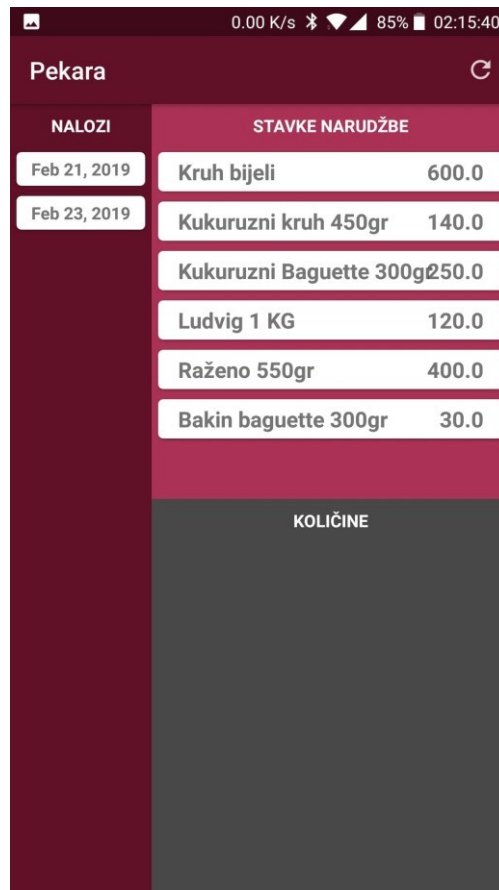 0.00 K/s 85% 02:15:40
Pekara
NALOZI
Feb 21, 2019
Feb 23, 2019
STAVKE NARUDŽBE
Kruh bijeli 600.0
Kukuruzni kruh 450gr 140.0
Kukuruzni Baguette 300gr 250.0
Ludvig 1 KG 120.0
Raženo 550gr 400.0
Bakin baguette 300gr 30.0
KOLIČINE